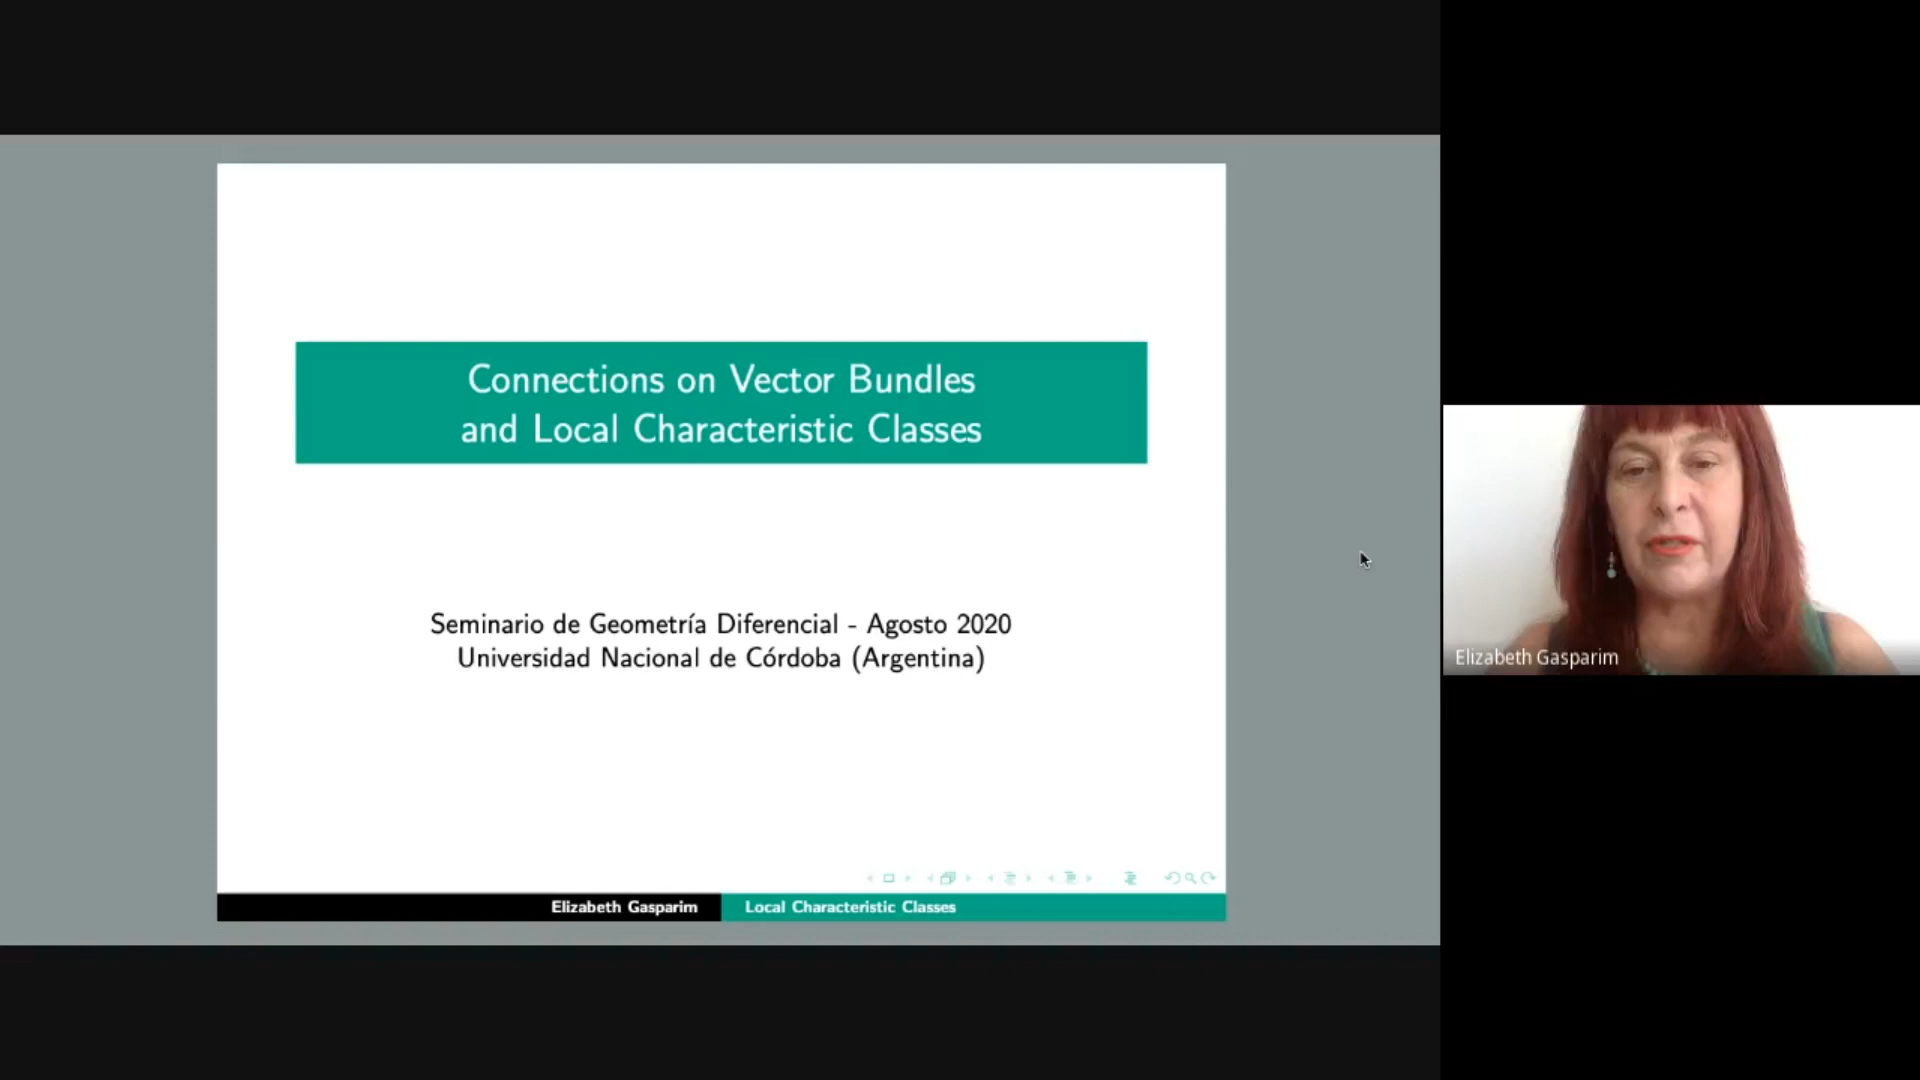 Connections on Vector Bundles
and Local Characteristic Classes
Seminario de Geometría Diferencial - Agosto 2020
Universidad Nacional de Córdoba (Argentina)
Elizabeth Gasparim
Local Characteristic Classes
Elizabeth Gasparim